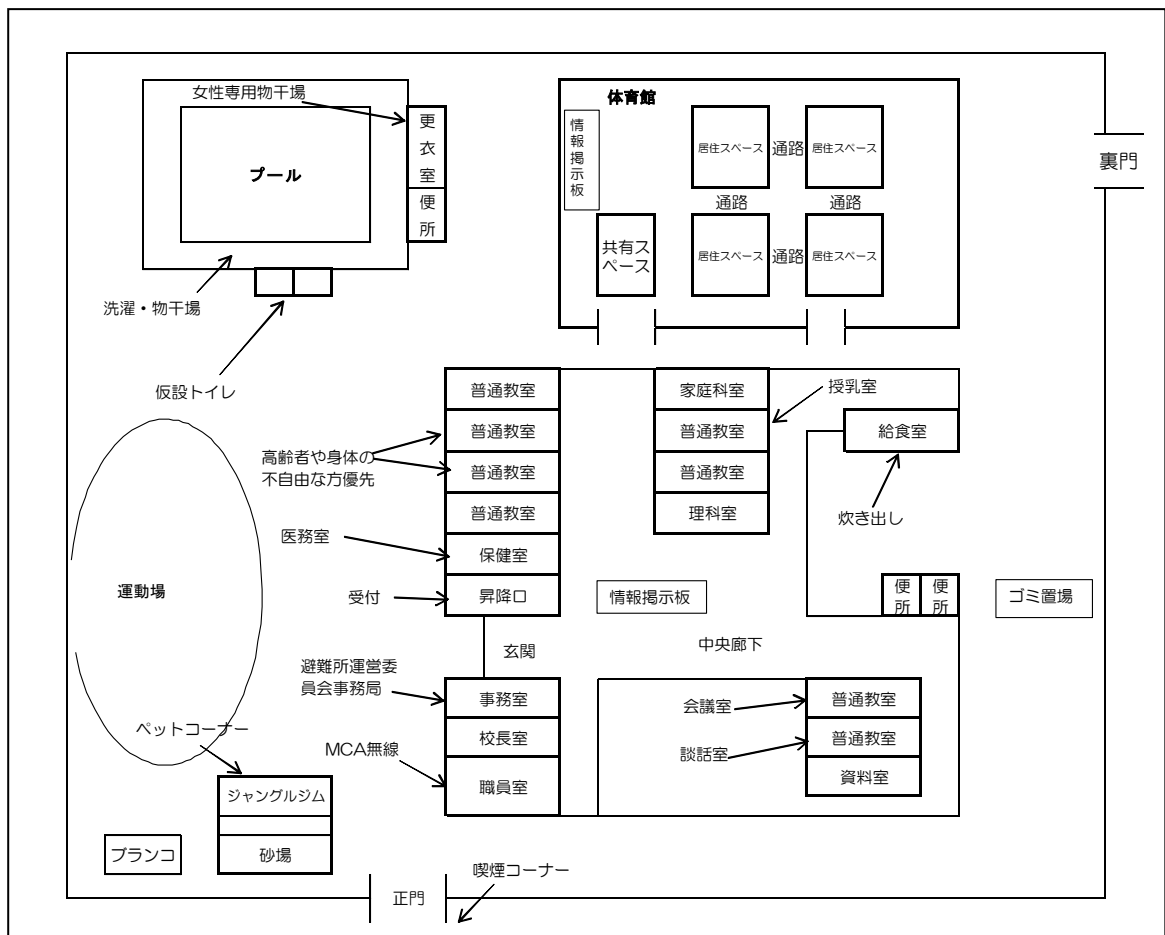 女性専用物干場
更衣室
便所
プール
洗濯・物干場
仮設トイレ
体育館
情報掲示板
居住スペース
通路
居住スペース
通路
通路
共有ス
ペース
居住スペース
通路
居住スペース
裏門
普通教室
普通教室
普通教室
普通教室
保健室
昇降口
高齢者や身体の
不自由な方優先
医務室
受付
家庭科室
普通教室
普通教室
理科室
授乳室
給食室
炊き出し
運動場
情報掲示板
便所
便所
ゴミ置場
玄関
中央廊下
避難所運営委
員会事務局
事務室
校長室
職員室
MCA無線
会議室
談話室
普通教室
普通教室
資料室
ペットコーナー
ジャングルジム
砂場
ブランコ
正門
喫煙コーナー